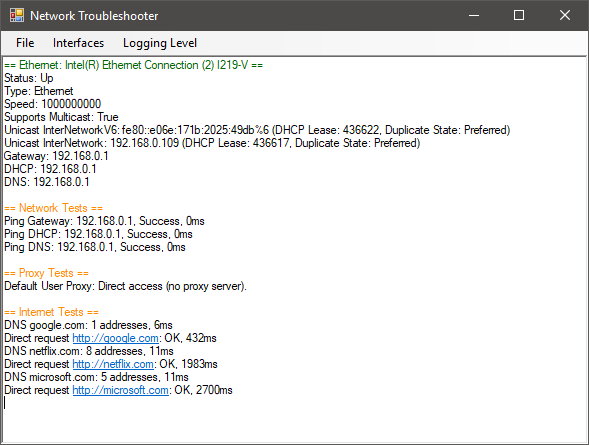 Network Troubleshooter
File Interfaces Logging Level
== Ethernet: Intel(R) Ethernet Connection (2) I219-V ==
Status: Up
Type: Ethernet
Speed: 1000000000
Supports Multicast: True
Unicast InterNetworkV6: fe80::e06e:171b:2025:49db%6 (DHCP Lease: 436622, Duplicate State: Preferred)
Unicast InterNetwork: 192.168.0.109 (DHCP Lease: 436617, Duplicate State: Preferred)
Gateway: 192.168.0.1
DHCP: 192.168.0.1
DNS: 192.168.0.1
== Network Tests ==
Ping Gateway: 192.168.0.1, Success, 0ms
Ping DHCP: 192.168.0.1, Success, 0ms
Ping DNS: 192.168.0.1, Success, 0ms
== Proxy Tests ==
Default User Proxy: Direct access (no proxy server).
== Internet Tests ==
DNS google.com: 1 addresses, 6ms
Direct request http://google.com: OK, 432ms
DNS netflix.com: 8 addresses, 11ms
Direct request http://netflix.com: OK, 1983ms
DNS microsoft.com: 5 addresses, 11ms
Direct request http://microsoft.com: OK, 2700ms